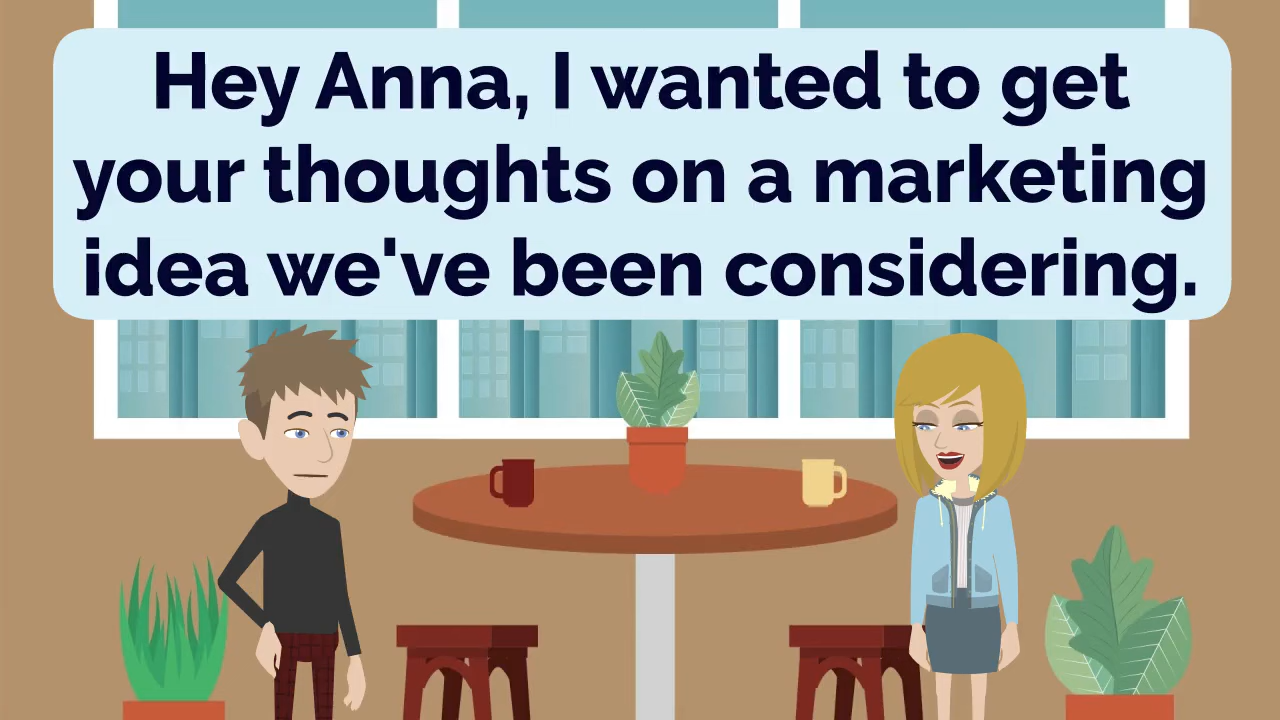 Hey Anna, I wanted to get
your thoughts on a marketing
idea we've been considering.